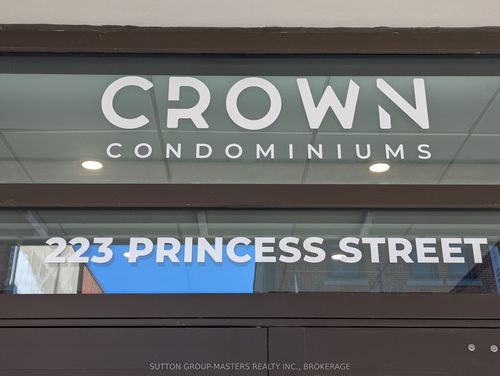 CROWN
CONDOMINIUMS
223 PRINCESS STREET
SUTTON GROUP-MASTERS REALTY INC., BROKERAGE